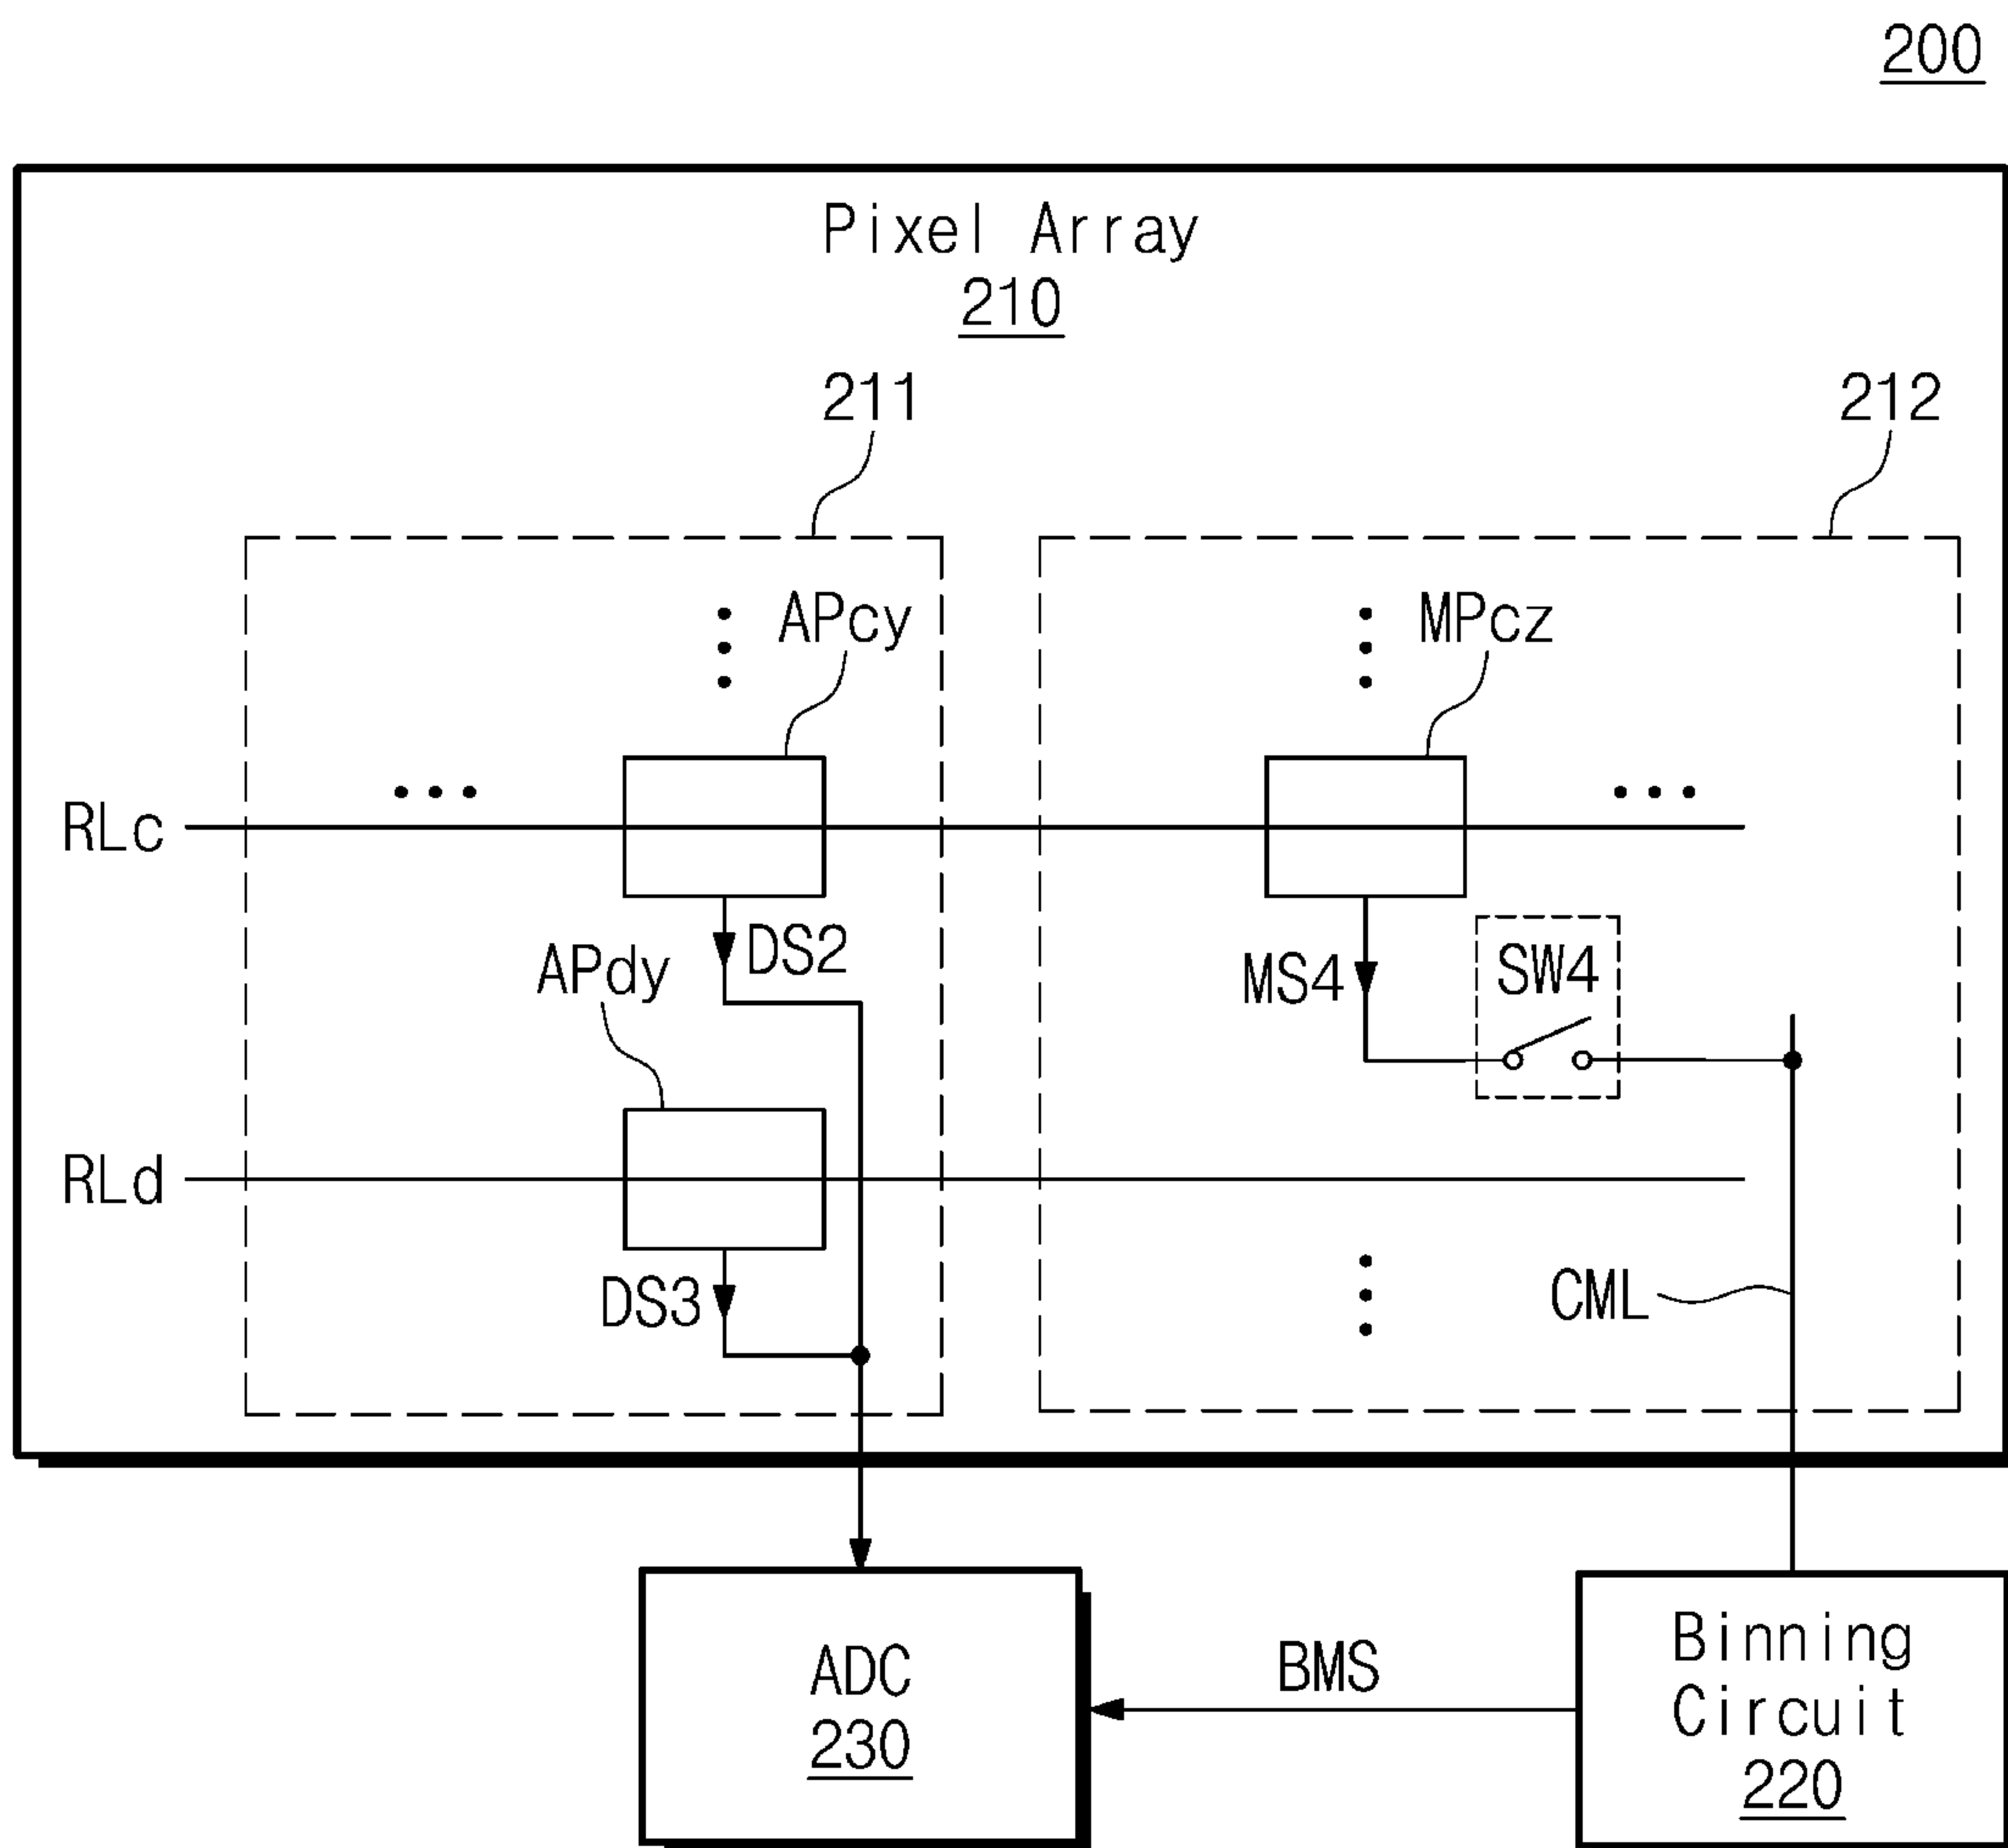 200
Pixel Array
210
211
212
APcy
MPcz
RLc
DS2
APdy
MS4
SW4
RLd
DS3
CML
ADC
230
BMS
Binning
Circuit
220